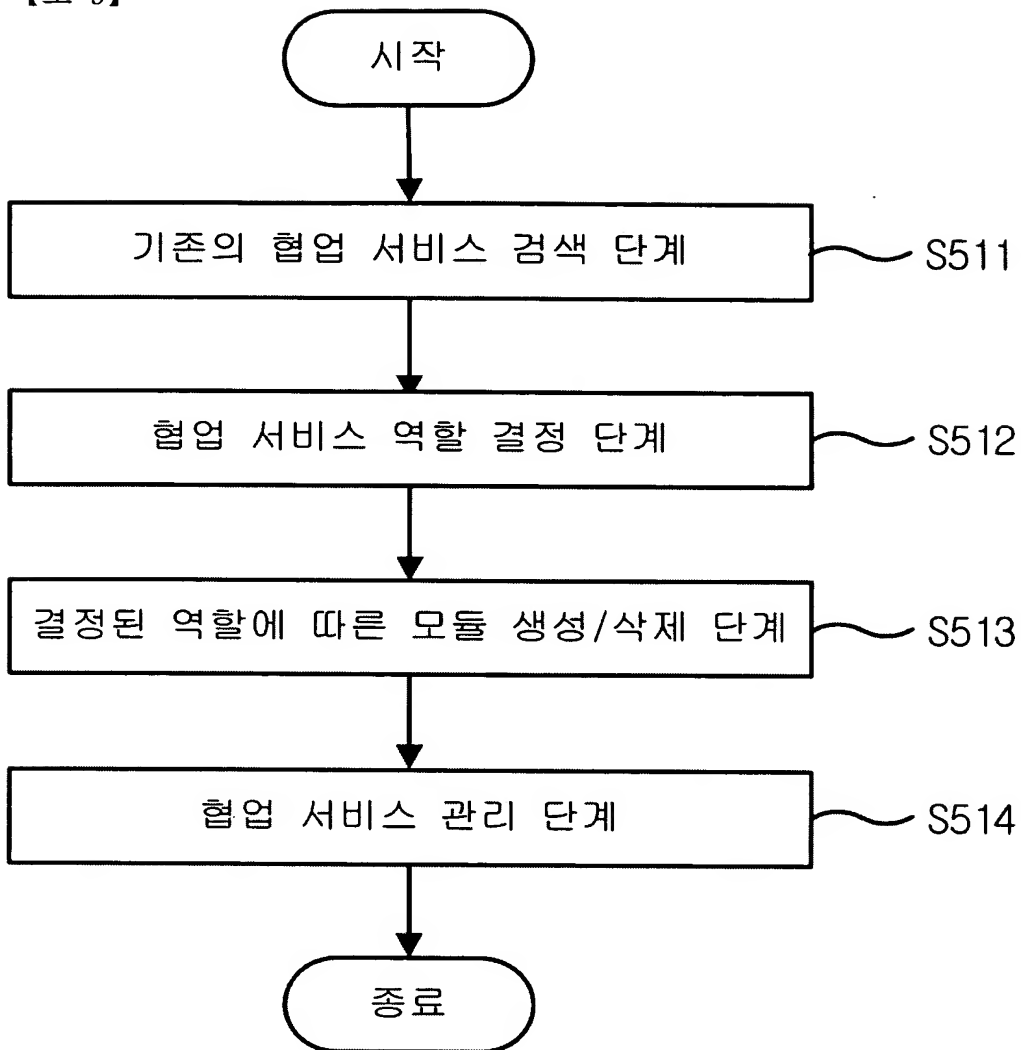 시작
기존의 협업 서비스 검색 단계
S511
협업 서비스 역할 결정 단계
S512
결정된 역할에 따른 모듈 생성/삭제 단계
S513
협업 서비스 관리 단계
S514
종료